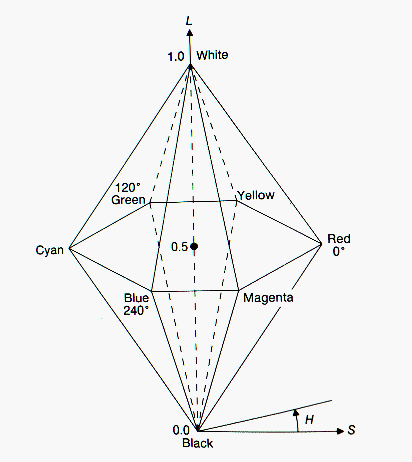 L
1.0 White
120°
Green
Yellow
Cyan
0.5
Red
0°
Blue
240°
Magenta
0.0
H
S
Black